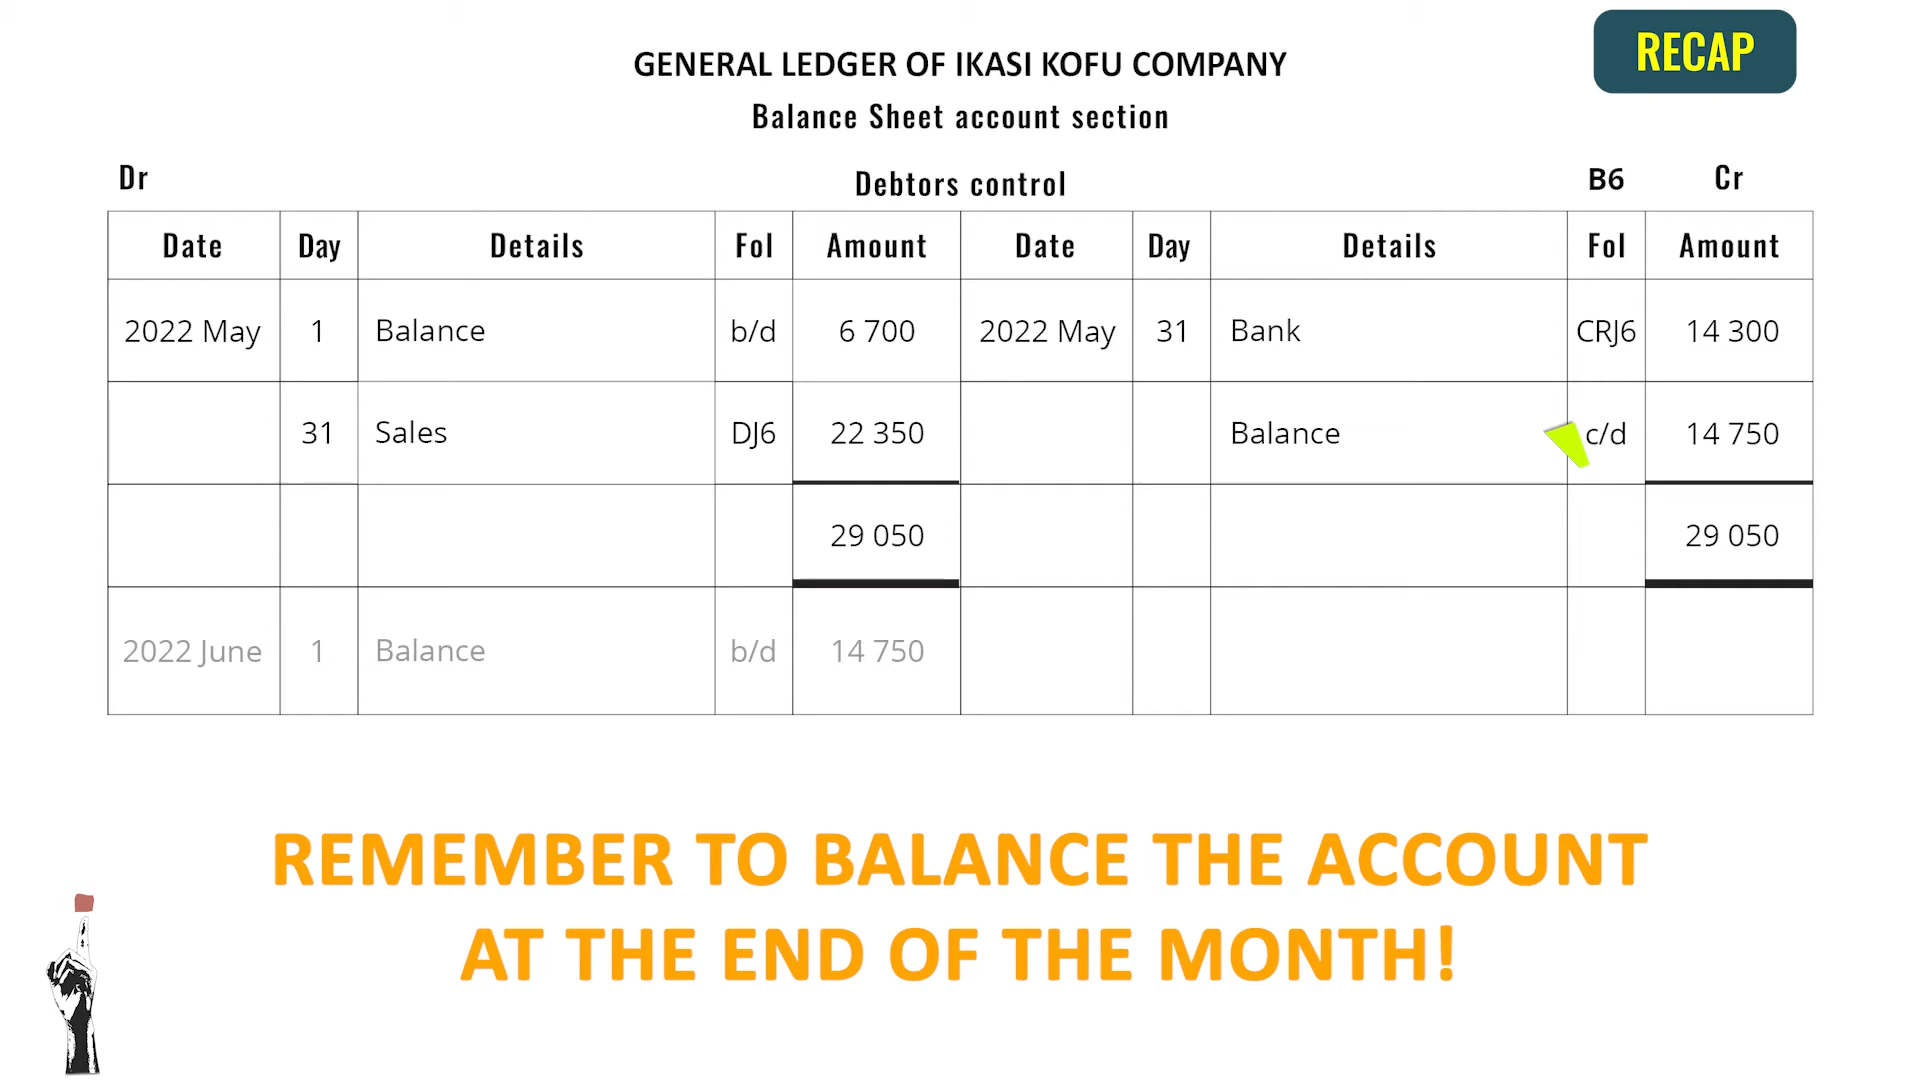 RECAP
GENERAL LEDGER OF IKASI KOFU COMPANY
Balance Sheet account section
Dr Debtors control B6 Cr
Date Day Details Fol Amount Date Day Details Fol Amount
2022 May 1 Balance b/d 6 700 2022 May 31 Bank CRJ6 14 300
31 Sales DJ6 22 350 Balance c/d 14 750
29 050 29 050
2022 June 1 Balance b/d 14 750
REMEMBER TO BALANCE THE ACCOUNT
AT THE END OF THE MONTH!